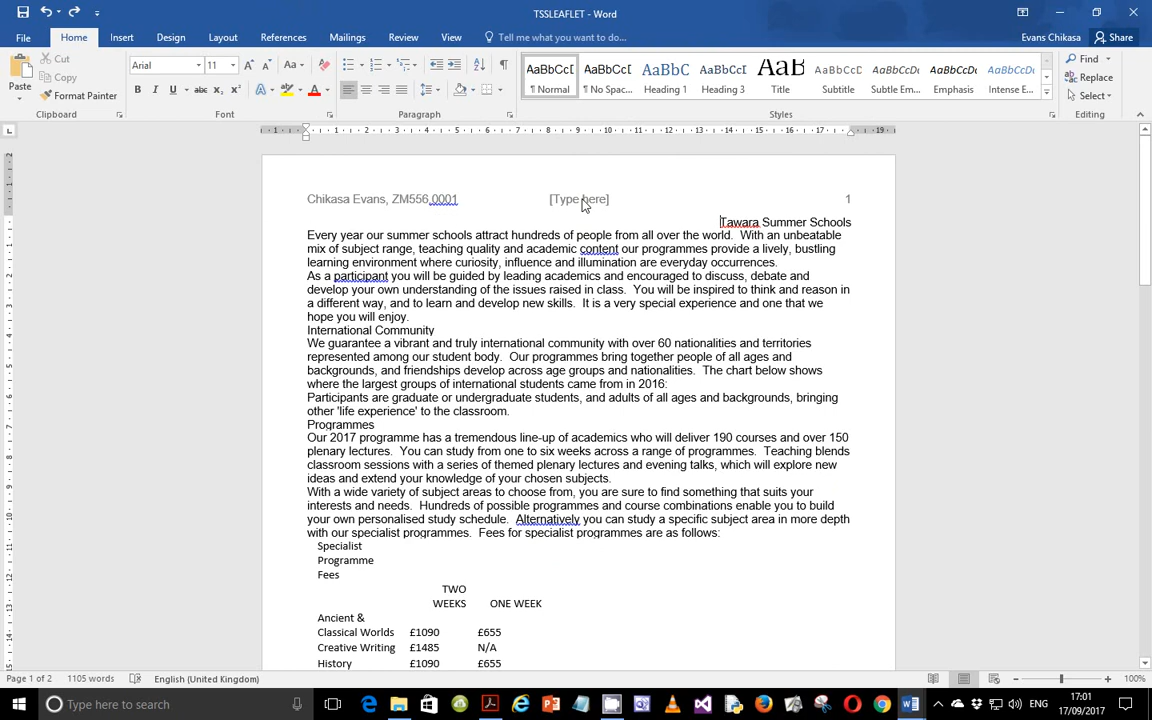 TSSLEAFLET - Word
File Home Insert Design Layout References Mailings Review View Tell me what you want to do... Evans Chikasa Share
Paste Cut Copy Format Painter
Clipboard
Arial 11
Font
Paragraph
AaBbCcI AaBbCcI AaBbC AaBbCcI AaB AaBbCcD AaBbCcDι AaBbCcDι AaBbCcDι
¶ Normal ¶ No Spac... Heading 1 Heading 3 Title Subtitle Subtle Em... Emphasis Intense E...
Styles
Find
Replace
Select
Editing
Chikasa Evans, ZM556,0001 [Type here] 1
Tawara Summer Schools
Every year our summer schools attract hundreds of people from all over the world. With an unbeatable
mix of subject range, teaching quality and academic content our programmes provide a lively, bustling
learning environment where curiosity, influence and illumination are everyday occurrences.
As a participant you will be guided by leading academics and encouraged to discuss, debate and
develop your own understanding of the issues raised in class. You will be inspired to think and reason in
a different way, and to learn and develop new skills. It is a very special experience and one that we
hope you will enjoy.
International Community
We guarantee a vibrant and truly international community with over 60 nationalities and territories
represented among our student body. Our programmes bring together people of all ages and
backgrounds, and friendships develop across age groups and nationalities. The chart below shows
where the largest groups of international students came from in 2016:
Participants are graduate or undergraduate students, and adults of all ages and backgrounds, bringing
other 'life experience' to the classroom.
Programmes
Our 2017 programme has a tremendous line-up of academics who will deliver 190 courses and over 150
plenary lectures. You can study from one to six weeks across a range of programmes. Teaching blends
classroom sessions with a series of themed plenary lectures and evening talks, which will explore new
ideas and extend your knowledge of your chosen subjects.
With a wide variety of subject areas to choose from, you are sure to find something that suits your
interests and needs. Hundreds of possible programmes and course combinations enable you to build
your own personalised study schedule. Alternatively you can study a specific subject area in more depth
with our specialist programmes. Fees for specialist programmes are as follows:
Specialist
Programme
Fees
TWO
WEEKS ONE WEEK
Ancient &
Classical Worlds £1090 £655
Creative Writing £1485 N/A
History £1090 £655
Page 1 of 2 1105 words English (United Kingdom) 100%
Type here to search ENG 17:01
17/09/2017